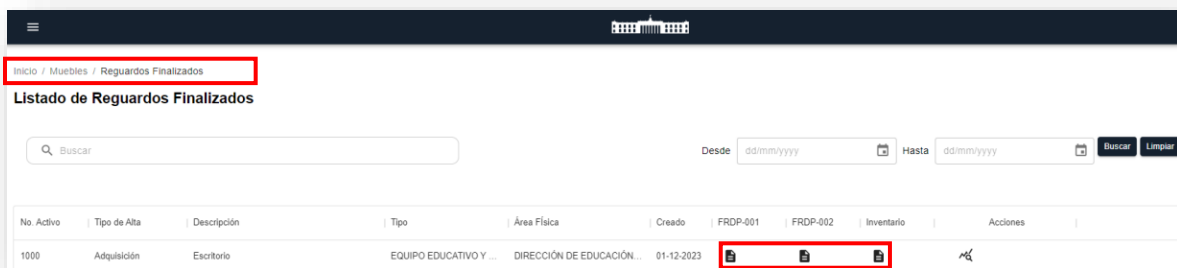 Inicio / Muebles / Reguardos Finalizados
Listado de Reguardos Finalizados
Buscar Desde dd/mm/yyyy Hasta dd/mm/yyyy Buscar Limpiar
No. Activo Tipo de Alta Descripción Tipo Área Física Creado FRDP-001 FRDP-002 Inventario Acciones
1000 Adquisición Escritorio EQUIPO EDUCATIVO Y ... DIRECCIÓN DE EDUCACIÓN... 01-12-2023